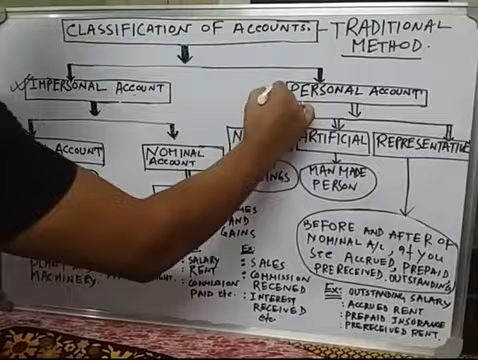 CLASSIFICATION OF ACCOUNTS. - TRADITIONAL
METHOD.
IMPERSONAL ACCOUNT
PERSONAL ACCOUNT
ACCOUNT
NOMINAL
ACCOUNT
ARTIFICIAL
REPRESENTATIVE
MAN MADE
PERSON
BEFORE AND AFTER OF
NOMINAL A/C, if you
see ACCRUED, PREPAID
PRERECEIVED, OUTSTANDING
AND
GAINS
MACHINERY.
SALARY
RENT
COMMISSION
PAID etc.
Ex:
: SALES
: COMMISSION
RECEIVED
: INTEREST
RECEIVED
etc
Ex: OUTSTANDING SALARY
: ACCRUED RENT
: PREPAID INSURANCE
: PRERECEIVED RENT.